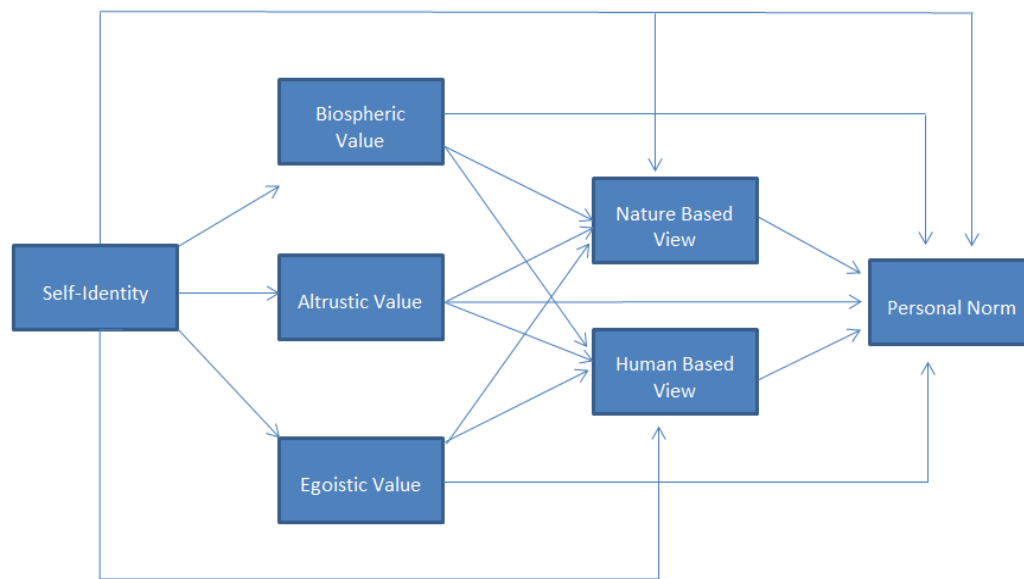 Biospheric
Value
Nature Based
View
Self-Identity
Altrustic Value
Personal Norm
Human Based
View
Egoistic Value